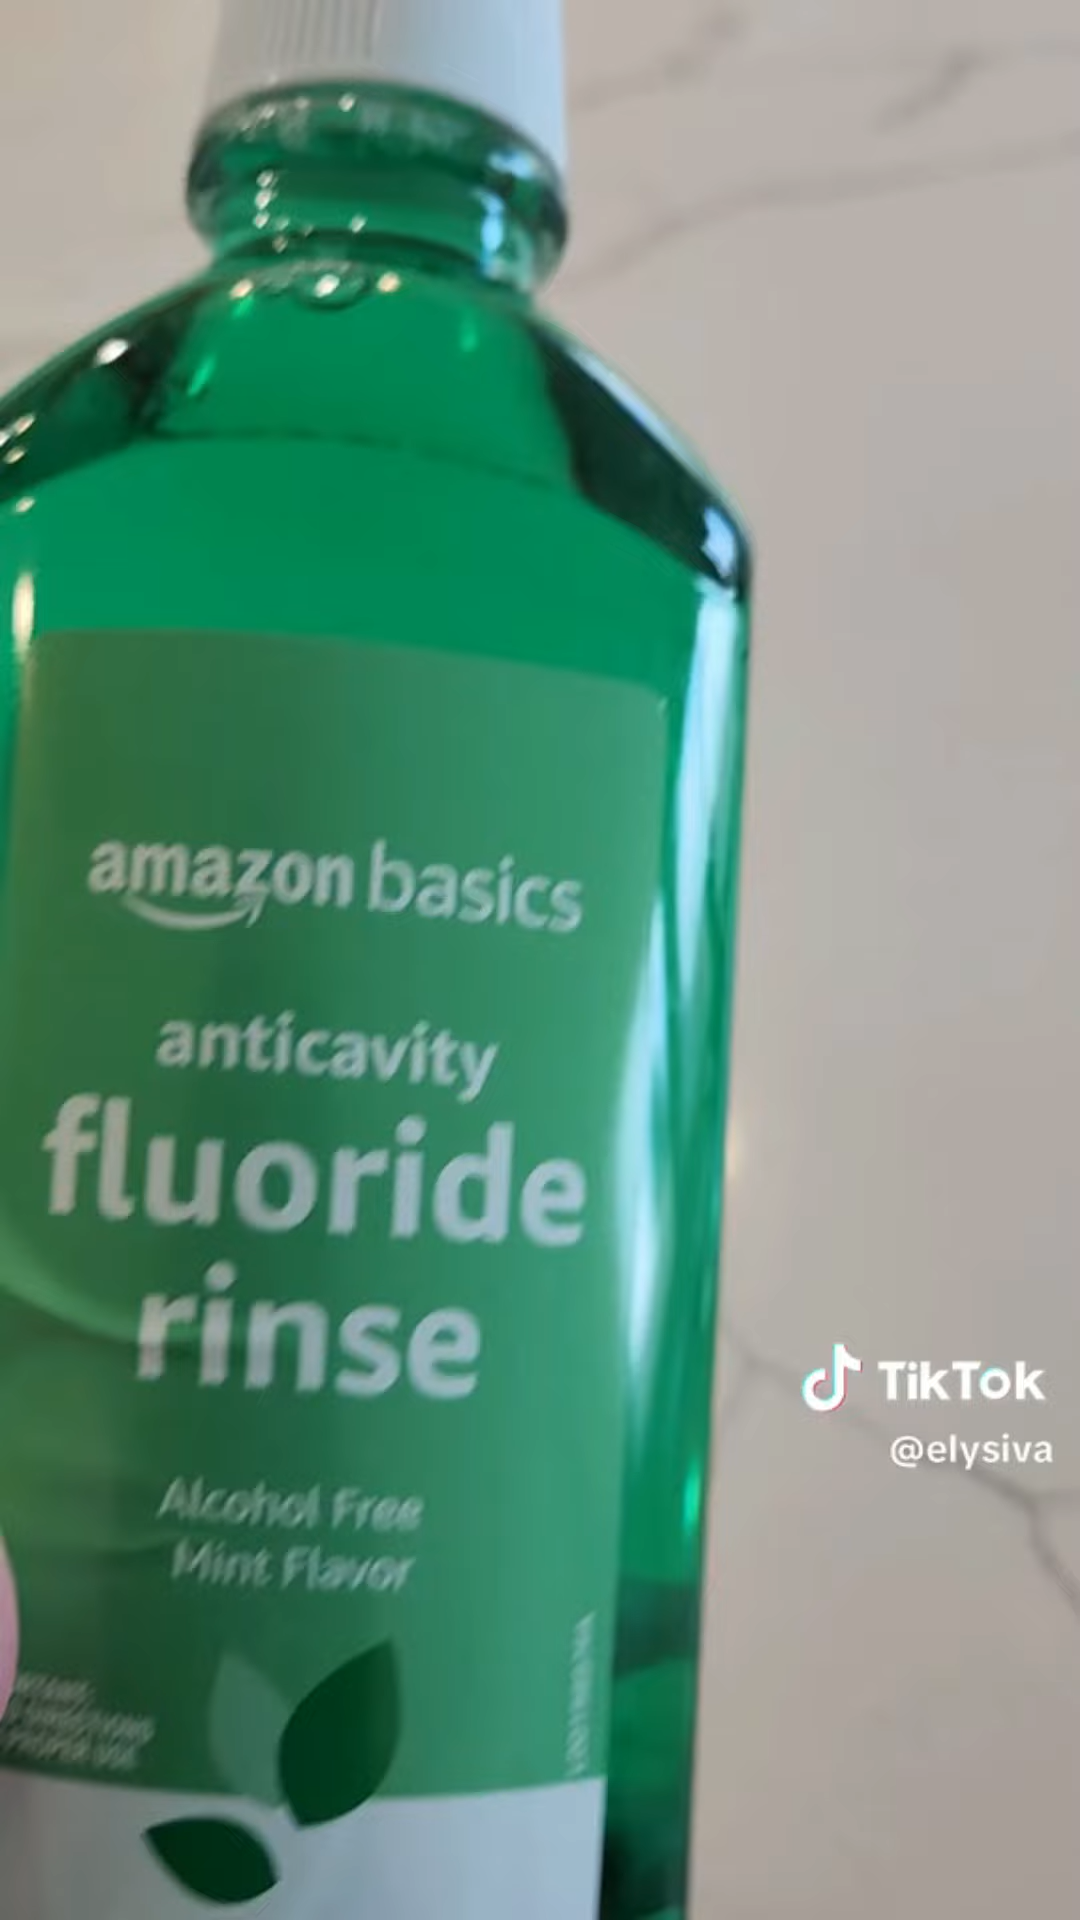 amazon basics
anticavity
fluoride
rinse
Alcohol Free
Mint Flavor
TikTok
@elysiva